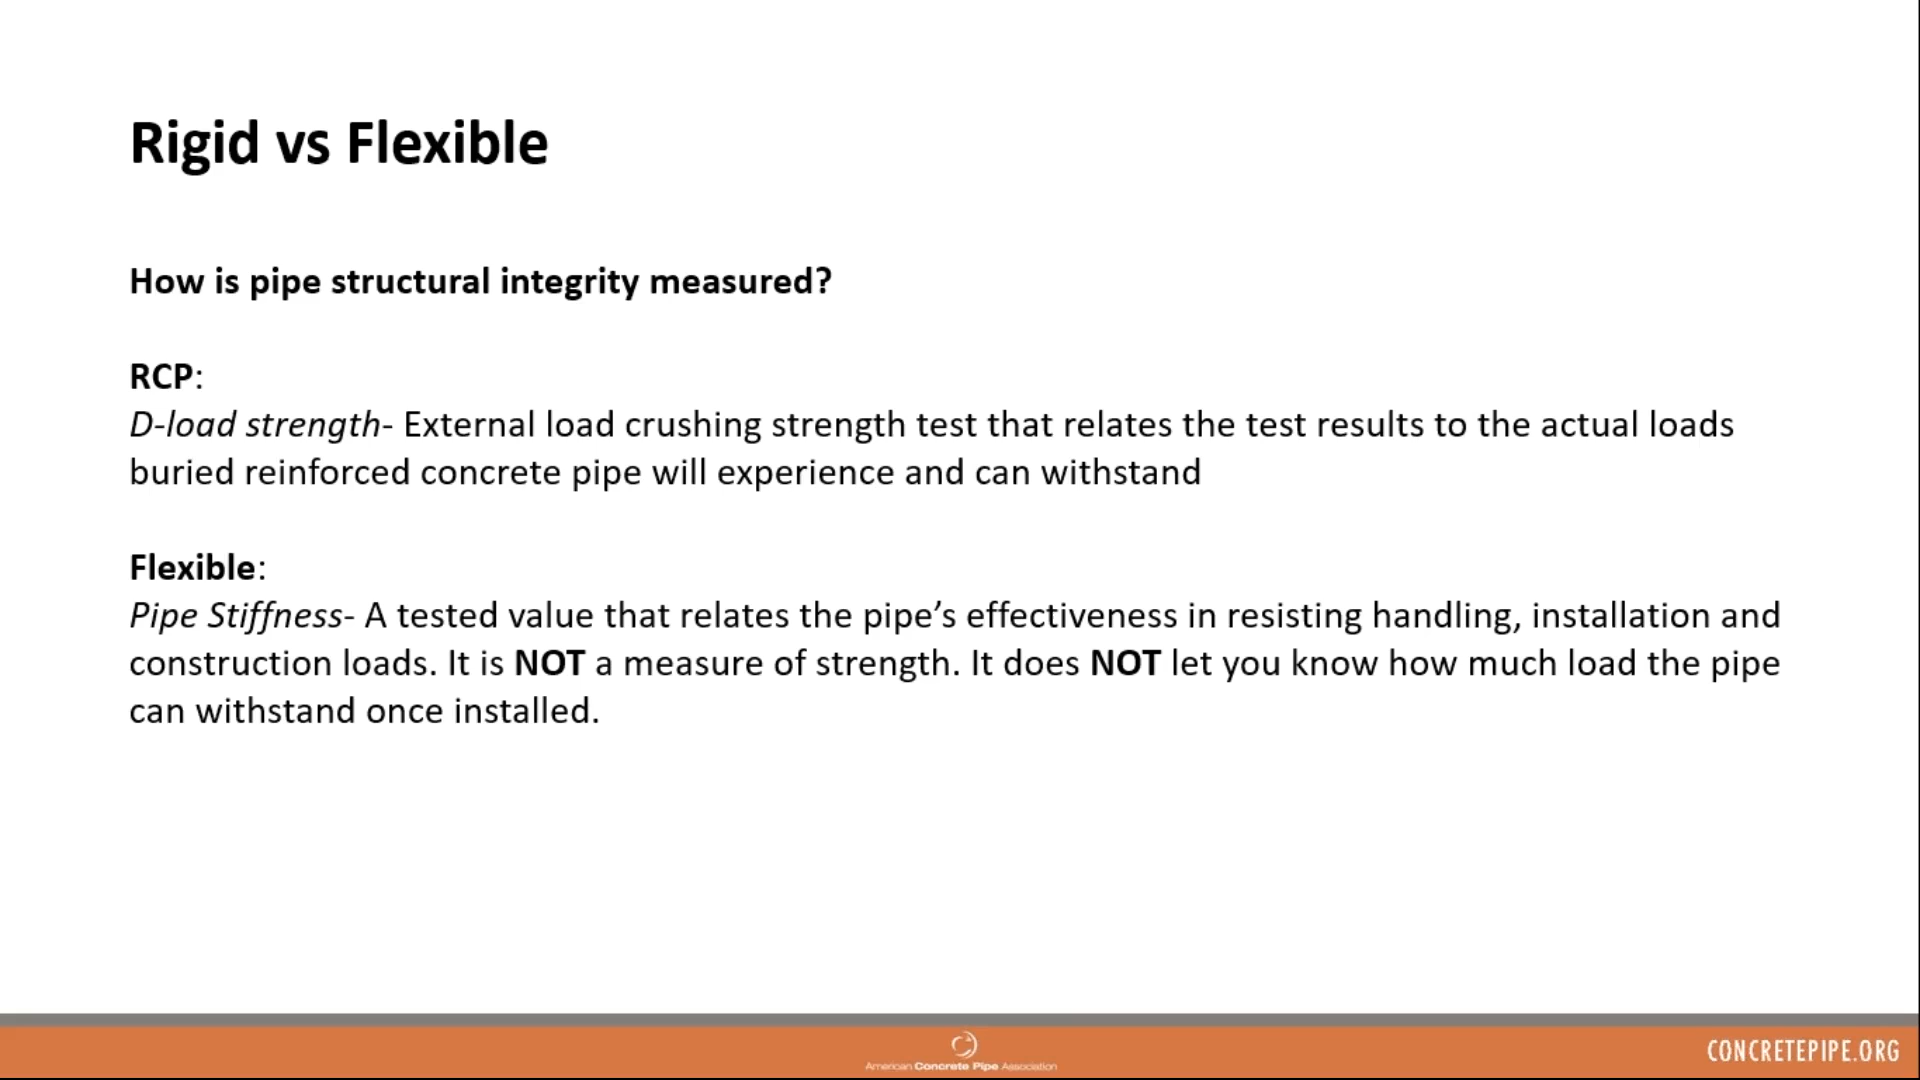 Rigid vs Flexible
How is pipe structural integrity measured?
RCP:
D-load strength- External load crushing strength test that relates the test results to the actual loads
buried reinforced concrete pipe will experience and can withstand
Flexible:
Pipe Stiffness- A tested value that relates the pipe’s effectiveness in resisting handling, installation and
construction loads. It is NOT a measure of strength. It does NOT let you know how much load the pipe
can withstand once installed.
American Concrete Pipe Association
CONCRETEPIPE.ORG